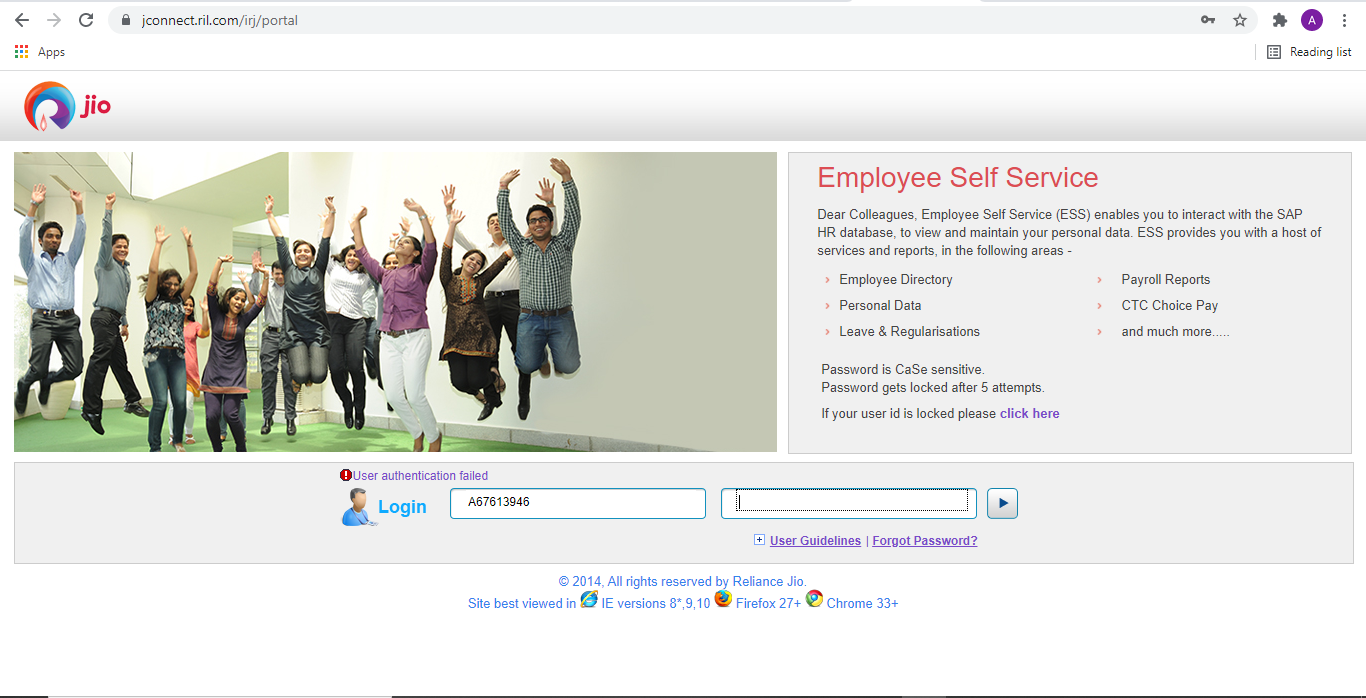 jconnect.ril.com/irj/portal
A
Apps
Reading list
jio
Employee Self Service
Dear Colleagues, Employee Self Service (ESS) enables you to interact with the SAP
HR database, to view and maintain your personal data. ESS provides you with a host of
services and reports, in the following areas -
› Employee Directory › Payroll Reports
› Personal Data › CTC Choice Pay
› Leave & Regularisations › and much more.....
Password is CaSe sensitive.
Password gets locked after 5 attempts.
If your user id is locked please click here
User authentication failed
Login A67613946
User Guidelines | Forgot Password?
© 2014, All rights reserved by Reliance Jio.
Site best viewed in IE versions 8*,9,10 Firefox 27+ Chrome 33+